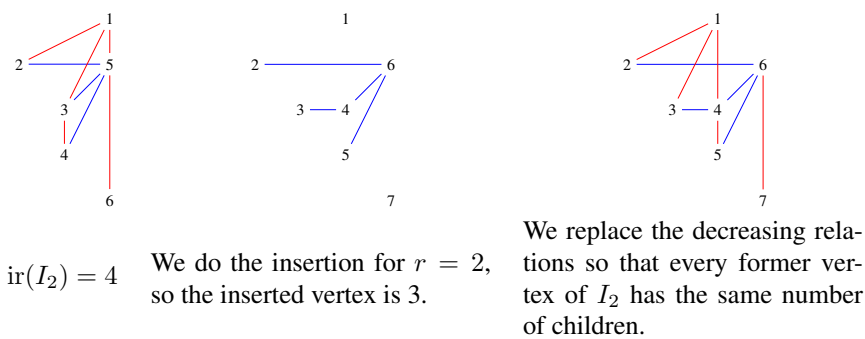 1
1
1
2
5
2
6
2
6
3
3
4
3
4
4
5
5
6
7
7
ir(I₂) = 4
We do the insertion for r = 2,
so the inserted vertex is 3.
We replace the decreasing rela-
tions so that every former ver-
tex of I₂ has the same number
of children.